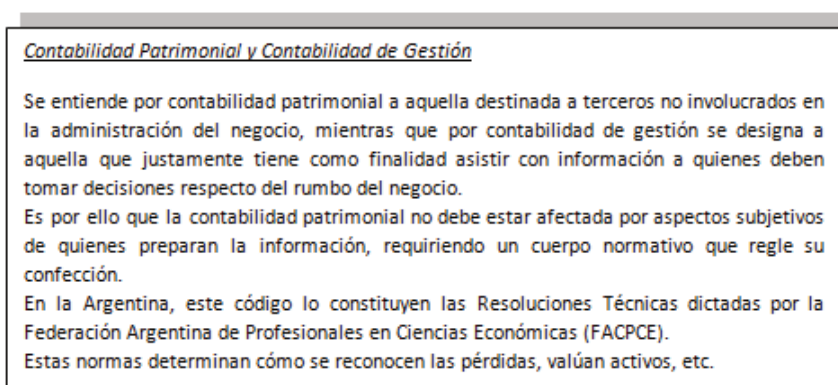 Contabilidad Patrimonial y Contabilidad de Gestión
Se entiende por contabilidad patrimonial a aquella destinada a terceros no involucrados en
la administración del negocio, mientras que por contabilidad de gestión se designa a
aquella que justamente tiene como finalidad asistir con información a quienes deben
tomar decisiones respecto del rumbo del negocio.
Es por ello que la contabilidad patrimonial no debe estar afectada por aspectos subjetivos
de quienes preparan la información, requiriendo un cuerpo normativo que regle su
confección.
En la Argentina, este código lo constituyen las Resoluciones Técnicas dictadas por la
Federación Argentina de Profesionales en Ciencias Económicas (FACPCE).
Estas normas determinan cómo se reconocen las pérdidas, valúan activos, etc.